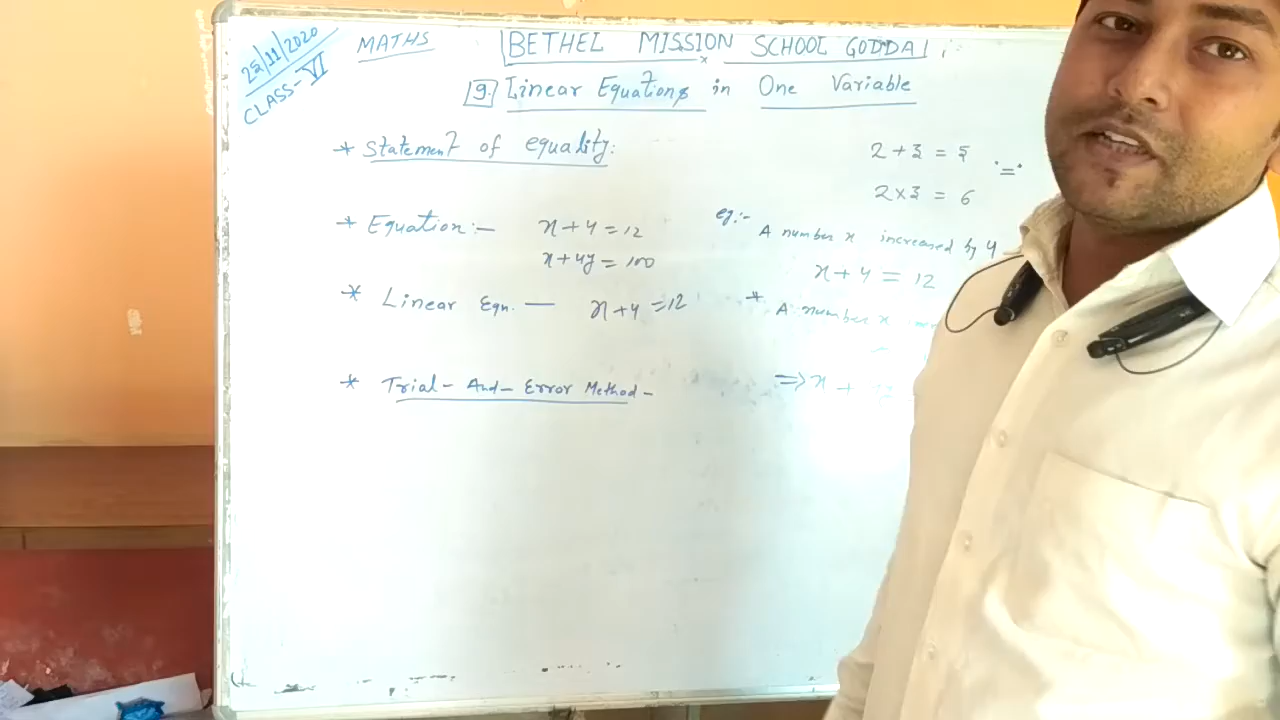 25/11/2020
CLASS-VI
MATHS
BETHEL MISSION SCHOOL GODDA
9. Linear Equations in One Variable
* Statement of equality:
2 + 3 = 5
"="
2 × 3 = 6
* Equation:- x + 4 = 12
x + 4y = 100
eg:- A number x increased by 4
x + 4 = 12
* Linear Eqn. — x + 4 = 12
* A number x
* Trial-And-Error Method-
⇒ x +